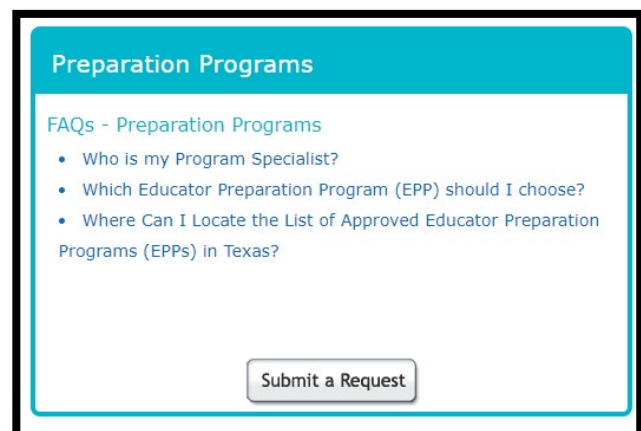 Preparation Programs
FAQs - Preparation Programs
• Who is my Program Specialist?
• Which Educator Preparation Program (EPP) should I choose?
• Where Can I Locate the List of Approved Educator Preparation
Programs (EPPs) in Texas?
Submit a Request